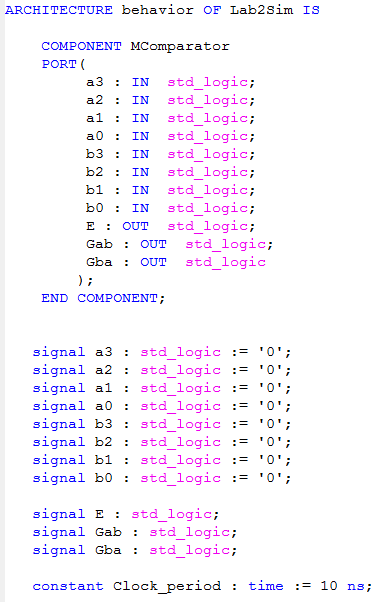 ARCHITECTURE behavior OF Lab2Sim IS
COMPONENT MComparator
PORT(
a3 : IN  std_logic;
a2 : IN  std_logic;
a1 : IN  std_logic;
a0 : IN  std_logic;
b3 : IN  std_logic;
b2 : IN  std_logic;
b1 : IN  std_logic;
b0 : IN  std_logic;
E : OUT  std_logic;
Gab : OUT  std_logic;
Gba : OUT  std_logic
);
END COMPONENT;
signal a3 : std_logic := '0';
signal a2 : std_logic := '0';
signal a1 : std_logic := '0';
signal a0 : std_logic := '0';
signal b3 : std_logic := '0';
signal b2 : std_logic := '0';
signal b1 : std_logic := '0';
signal b0 : std_logic := '0';
signal E : std_logic;
signal Gab : std_logic;
signal Gba : std_logic;
constant Clock_period : time := 10 ns;